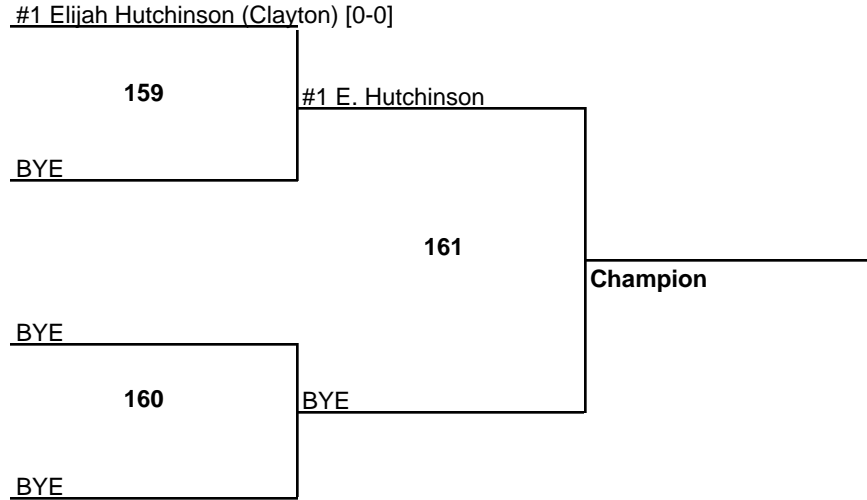 #1 Elijah Hutchinson (Clayton) [0-0]
159
#1 E. Hutchinson
BYE
161
Champion
BYE
160
BYE
BYE